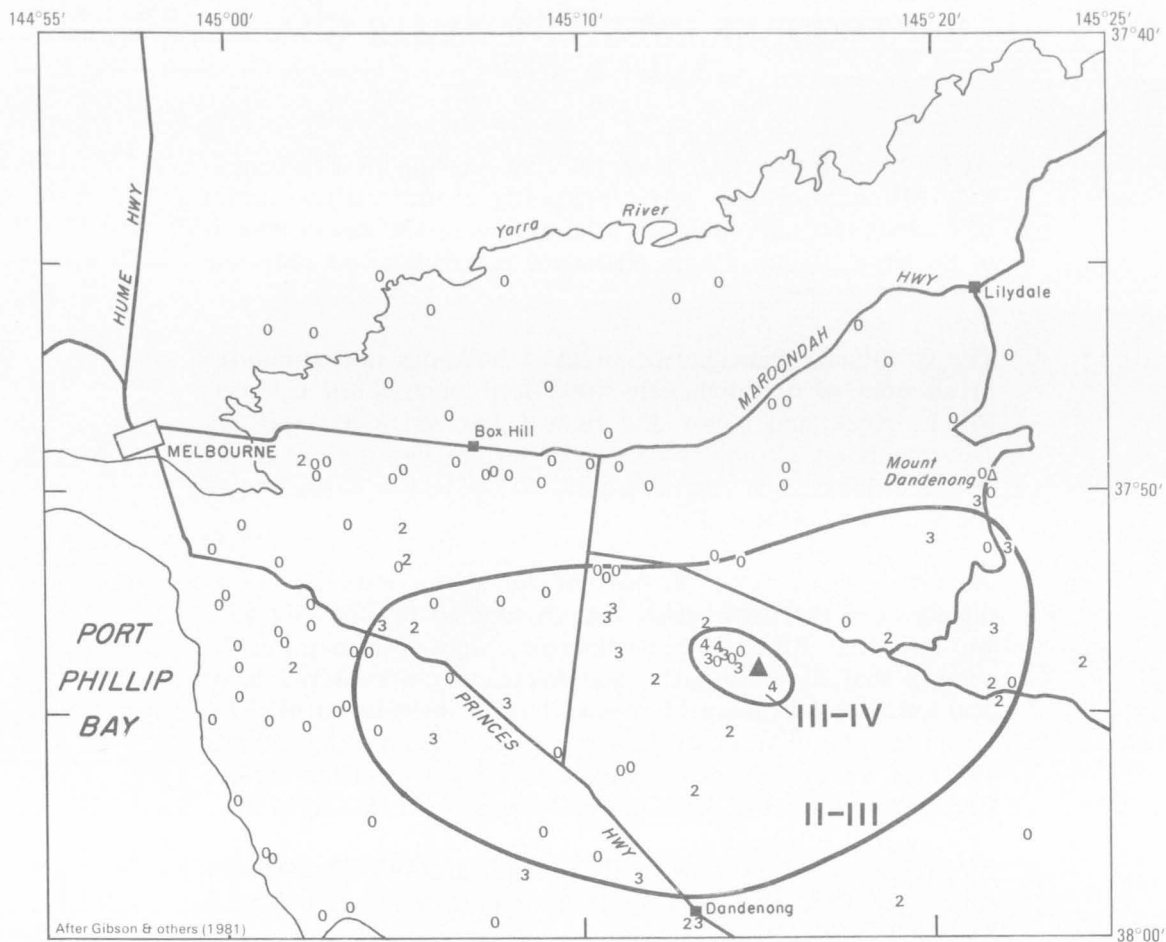 144°55' 145°00' 145°10' 145°20' 145°25'
37°40'
HUME HWY
Yarra River
HWY
Lilydale
MAROONDAH
Box Hill
MELBOURNE
Mount
Dandenong
37°50'
PORT
PHILLIP
BAY
PRINCES
III–IV
II–III
HWY
Dandenong
After Gibson & others (1981)
23
38°00'